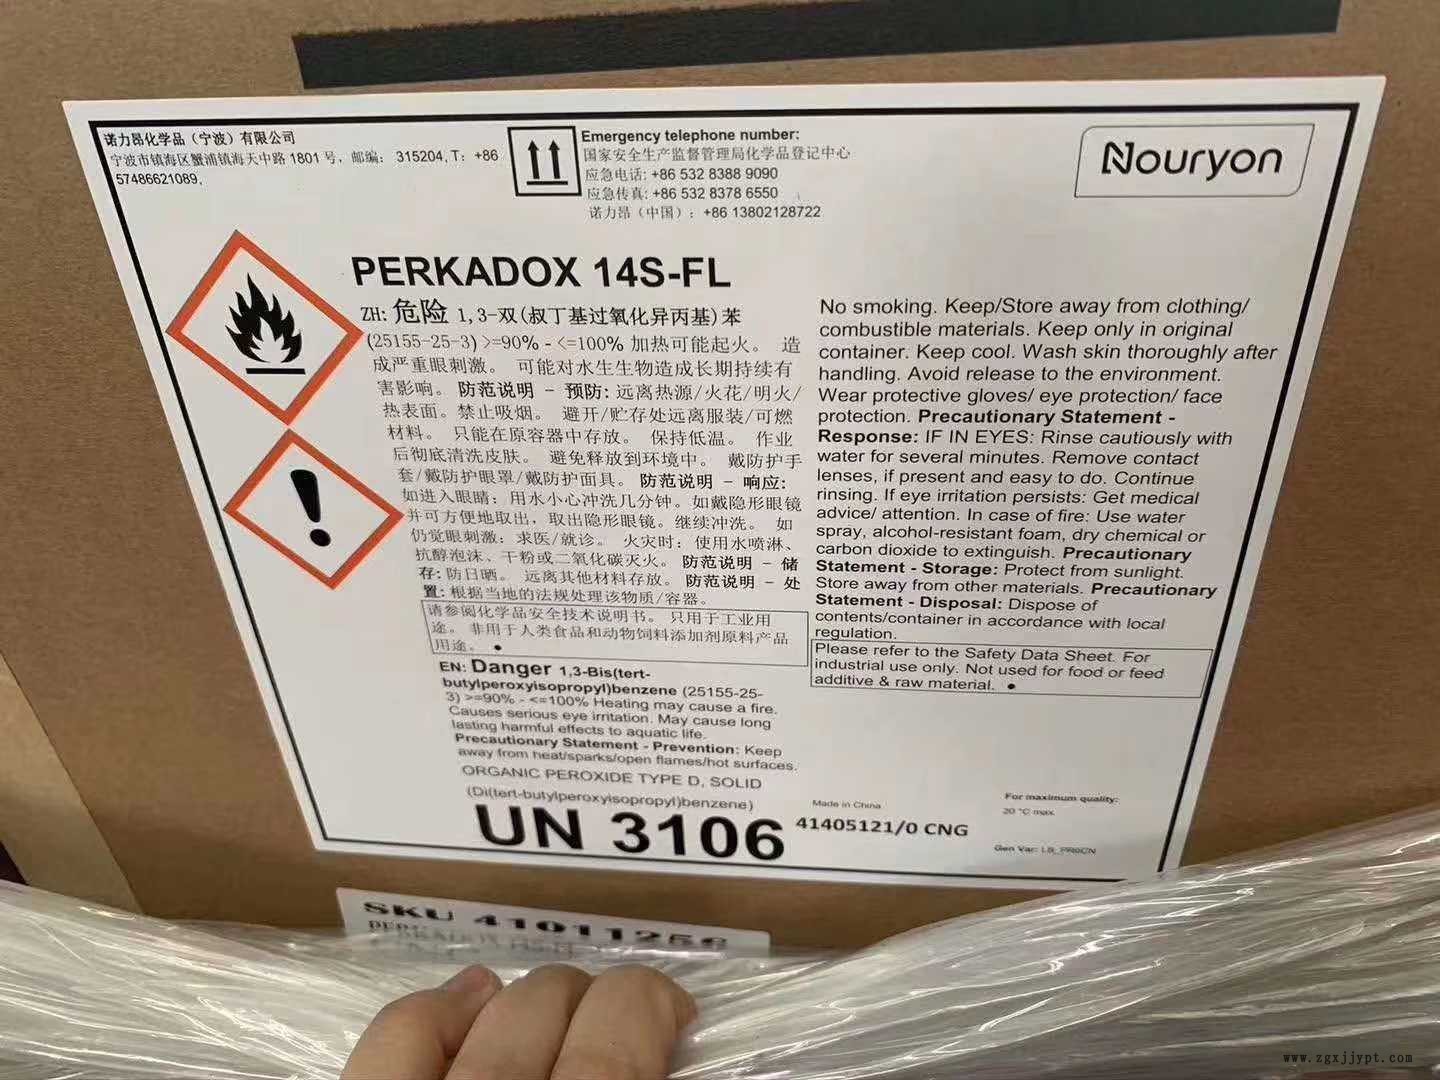 诺力昂化学品（宁波）有限公司
宁波市镇海区蟹浦镇海天中路 1801 号，邮编： 315204, T: +86
57486621089,
Emergency telephone number:
国家安全生产监督管理局化学品登记中心
应急电话: +86 532 8388 9090
应急传真: +86 532 8378 6550
诺力昂（中国）: +86 13802128722
Nouryon
PERKADOX 14S-FL
ZH: 危险 1,3-双(叔丁基过氧化异丙基)苯
(25155-25-3) >=90% - <=100% 加热可能起火。 造
成严重眼刺激。 可能对水生生物造成长期持续有
害影响。 防范说明 - 预防: 远离热源/火花/明火/
热表面。禁止吸烟。 避开/贮存处远离服装/可燃
材料。 只能在原容器中存放。 保持低温。 作业
后彻底清洗皮肤。 避免释放到环境中。 戴防护手
套/戴防护眼罩/戴防护面具。 防范说明 - 响应:
如进入眼睛: 用水小心冲洗几分钟。如戴隐形眼镜
并可方便地取出，取出隐形眼镜。继续冲洗。 如
仍觉眼刺激: 求医/就诊。 火灾时: 使用水喷淋、
抗醇泡沫、干粉或二氧化碳灭火。 防范说明 - 储
存: 防日晒。 远离其他材料存放。 防范说明 - 处
置: 根据当地的法规处理该物质/容器。
请参阅化学品安全技术说明书。 只用于工业用
途。 非用于人类食品和动物饲料添加剂原料产品
用途。 •
EN: Danger 1,3-Bis(tert-
butylperoxyisopropyl)benzene (25155-25-
3) >=90% - <=100% Heating may cause a fire.
Causes serious eye irritation. May cause long
lasting harmful effects to aquatic life.
Precautionary Statement - Prevention: Keep
away from heat/sparks/open flames/hot surfaces.
No smoking. Keep/Store away from clothing/
combustible materials. Keep only in original
container. Keep cool. Wash skin thoroughly after
handling. Avoid release to the environment.
Wear protective gloves/ eye protection/ face
protection. Precautionary Statement -
Response: IF IN EYES: Rinse cautiously with
water for several minutes. Remove contact
lenses, if present and easy to do. Continue
rinsing. If eye irritation persists: Get medical
advice/ attention. In case of fire: Use water
spray, alcohol-resistant foam, dry chemical or
carbon dioxide to extinguish. Precautionary
Statement - Storage: Protect from sunlight.
Store away from other materials. Precautionary
Statement - Disposal: Dispose of
contents/container in accordance with local
regulation.
Please refer to the Safety Data Sheet. For
industrial use only. Not used for food or feed
additive & raw material. •
ORGANIC PEROXIDE TYPE D, SOLID
(Di(tert-butylperoxyisopropyl)benzene)
UN 3106
Made in China
41405121/0 CNG
For maximum quality:
20 °C max.
Gen Var:
SKU 41011256
PERKADOX
www.zgxjjypt.com